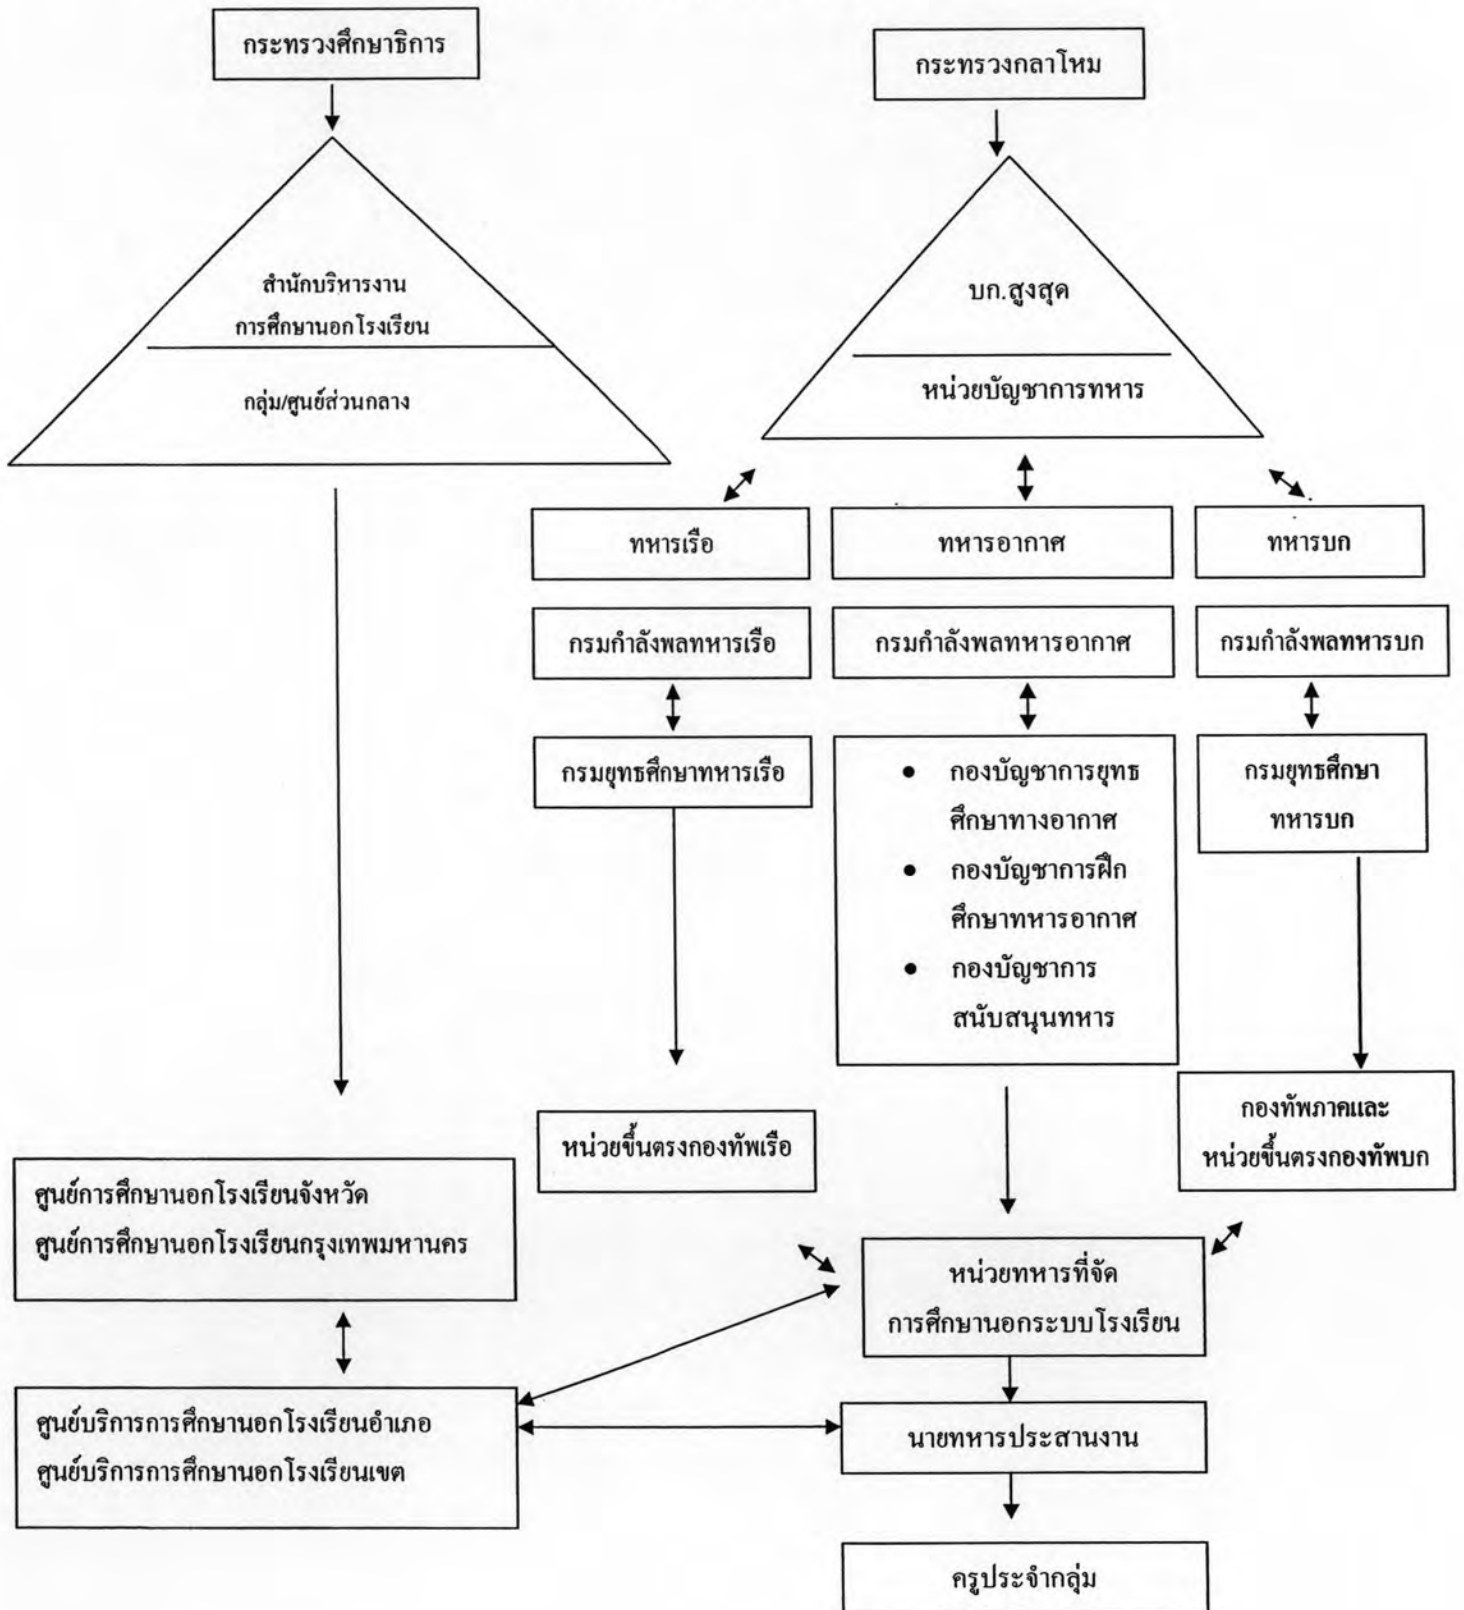 กระทรวงศึกษาธิการ
กระทรวงกลาโหม
สำนักบริหารงาน
การศึกษานอกโรงเรียน
กลุ่ม/ศูนย์ส่วนกลาง
บก.สูงสุด
หน่วยบัญชาการทหาร
ทหารเรือ
ทหารอากาศ
ทหารบก
กรมกำลังพลทหารเรือ
กรมกำลังพลทหารอากาศ
กรมกำลังพลทหารบก
กรมยุทธศึกษาทหารเรือ
• กองบัญชาการยุทธ
ศึกษาทางอากาศ
• กองบัญชาการฝึก
ศึกษาทหารอากาศ
• กองบัญชาการ
สนับสนุนทหาร
กรมยุทธศึกษา
ทหารบก
หน่วยขึ้นตรงกองทัพเรือ
กองทัพภาคและ
หน่วยขึ้นตรงกองทัพบก
ศูนย์การศึกษานอกโรงเรียนจังหวัด
ศูนย์การศึกษานอกโรงเรียนกรุงเทพมหานคร
หน่วยทหารที่จัด
การศึกษานอกระบบโรงเรียน
ศูนย์บริการการศึกษานอกโรงเรียนอำเภอ
ศูนย์บริการการศึกษานอกโรงเรียนเขต
นายทหารประสานงาน
ครูประจำกลุ่ม